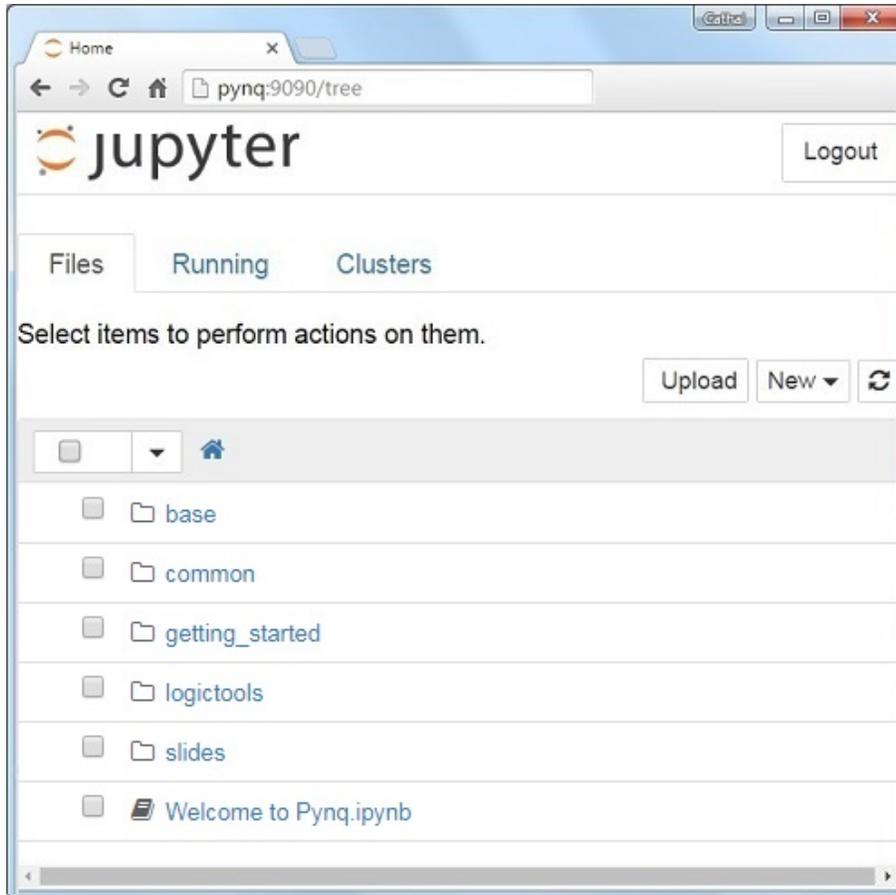 Cathal
Home
pynq:9090/tree
jupyter
Logout
Files Running Clusters
Select items to perform actions on them.
Upload New
base
common
getting_started
logictools
slides
Welcome to Pynq.ipynb